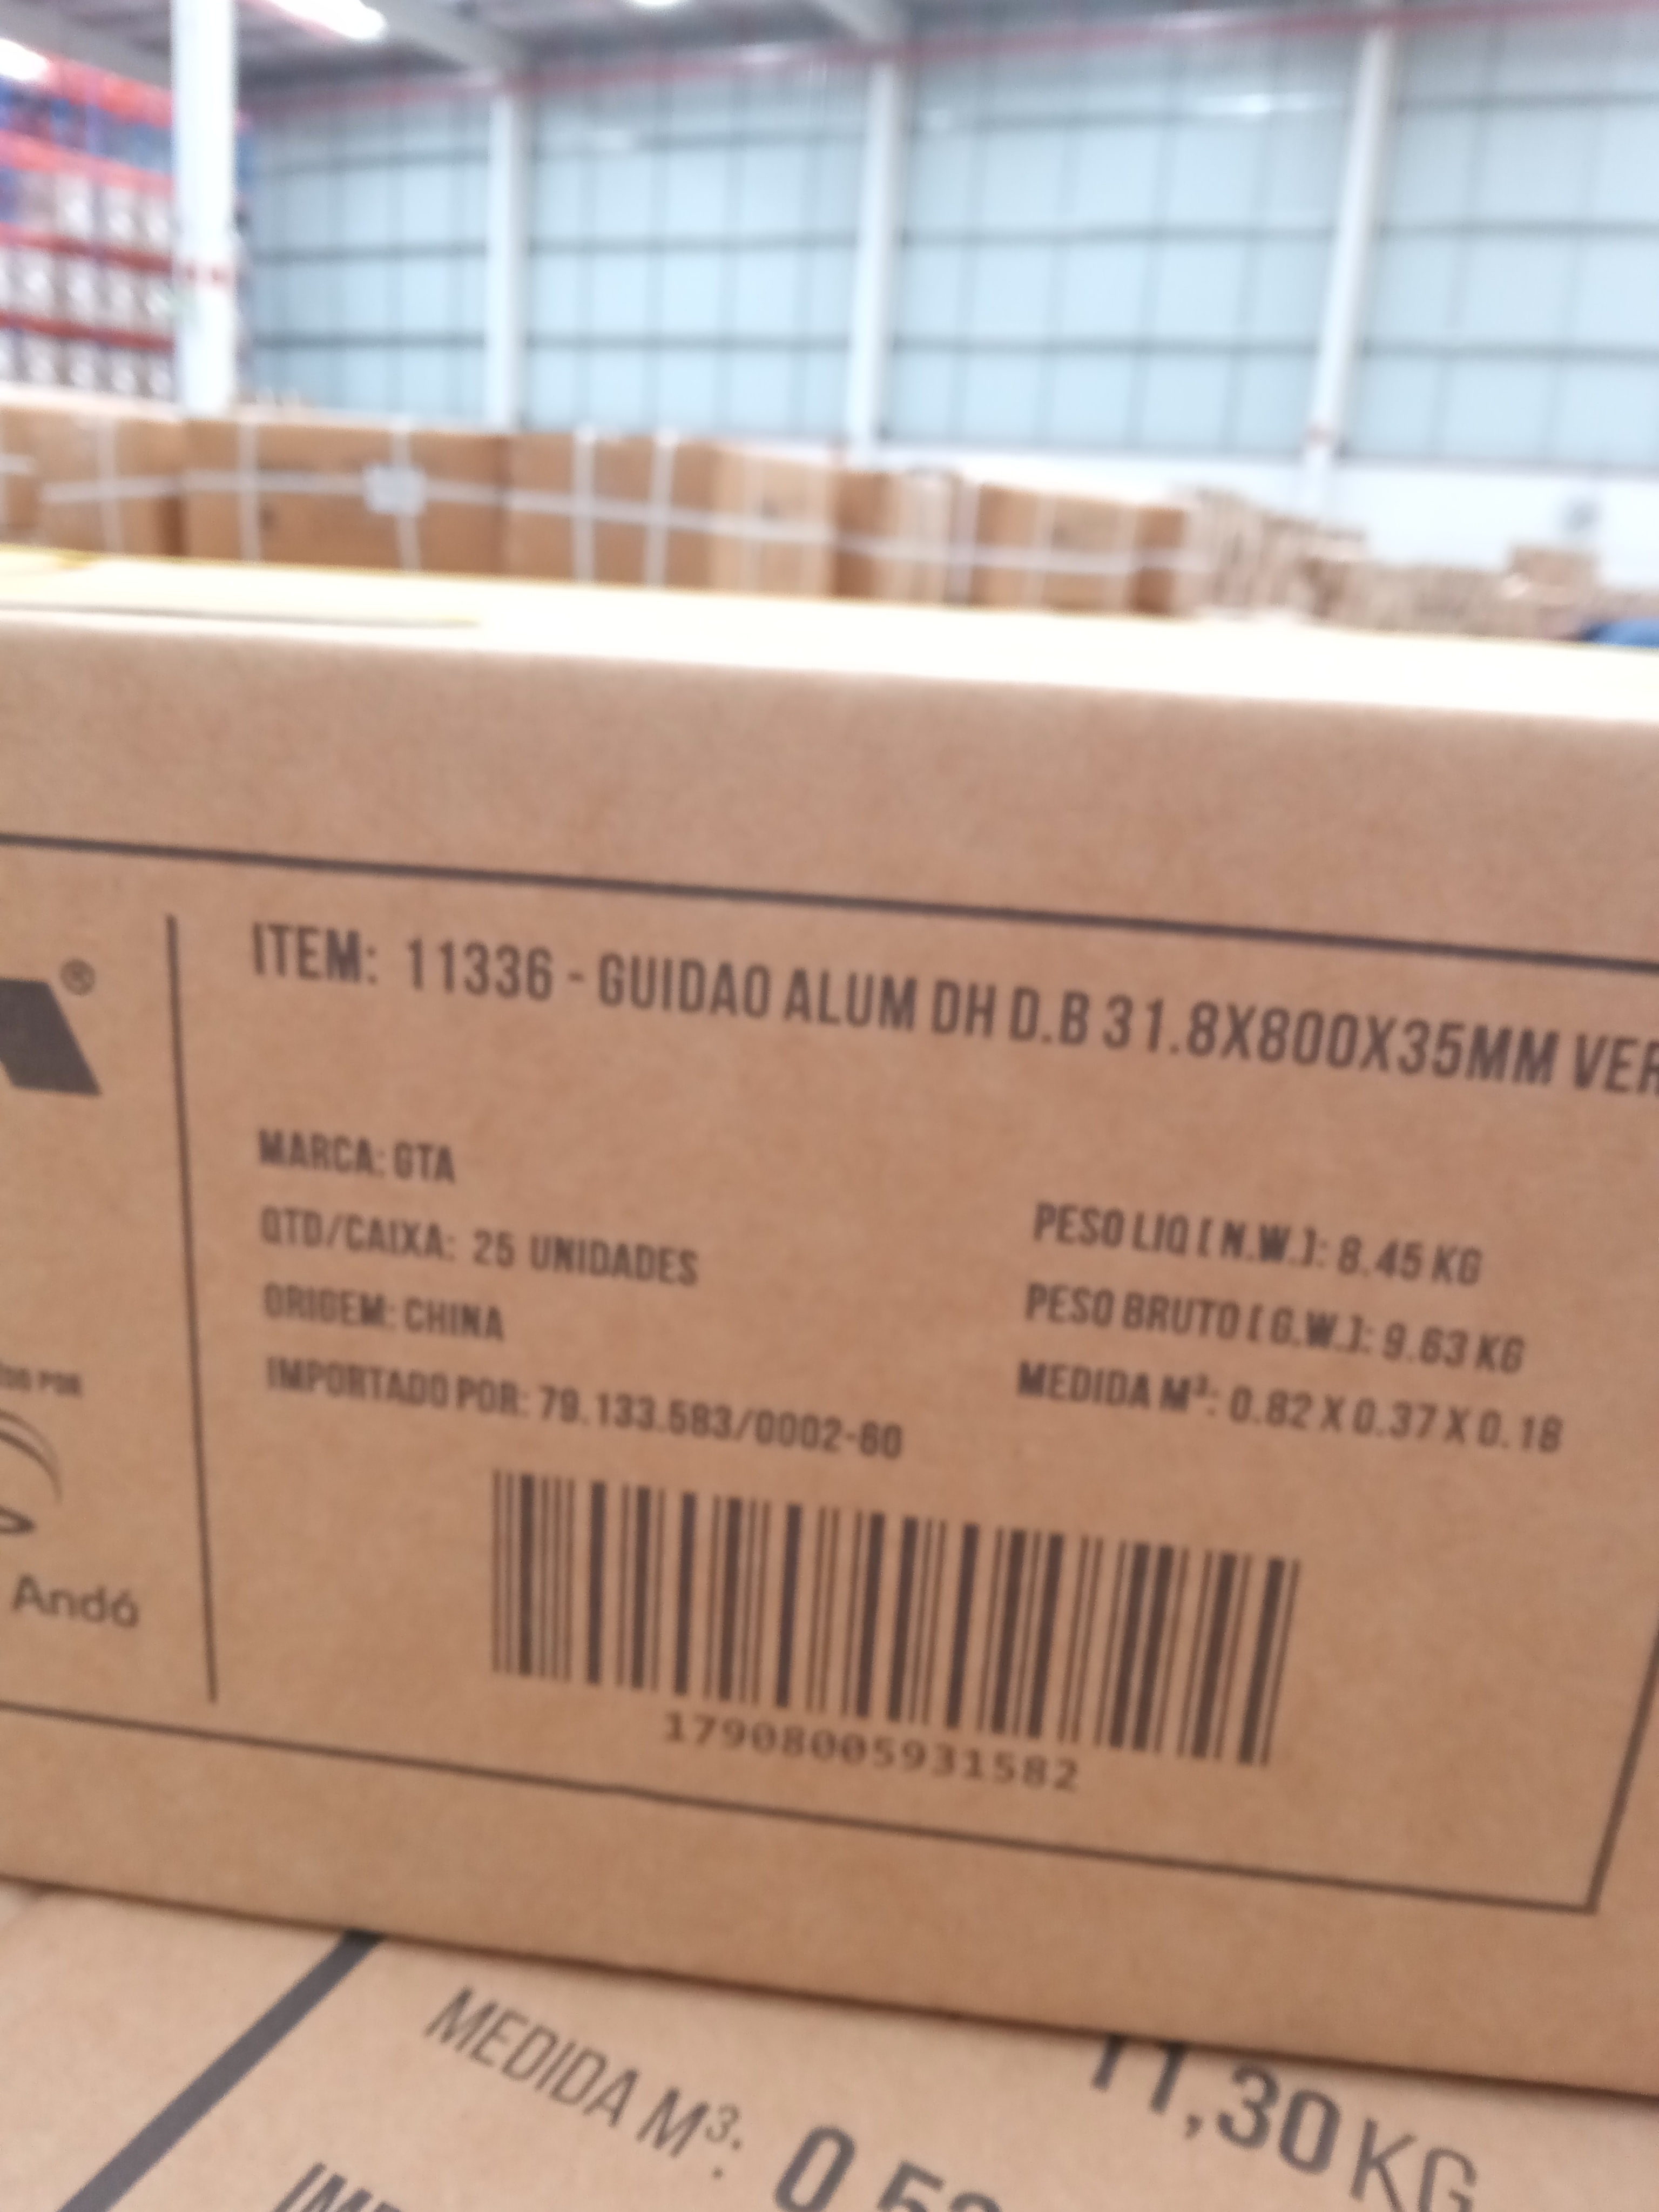 ITEM: 11336 - GUIDAO ALUM DH D.B 31.8X800X35MM VER
A®
MARCA: GTA
QTD/CAIXA: 25 UNIDADES
ORIGEM: CHINA
IMPORTADO POR: 79.133.583/0002-60
PESO LIQ [N.W.]: 8.45 KG
PESO BRUTO [G.W.]: 9.63 KG
MEDIDA M³: 0.82 X 0.37 X 0.18
POR
Andó
17908005931582
MEDIDA M³:
11,30 KG